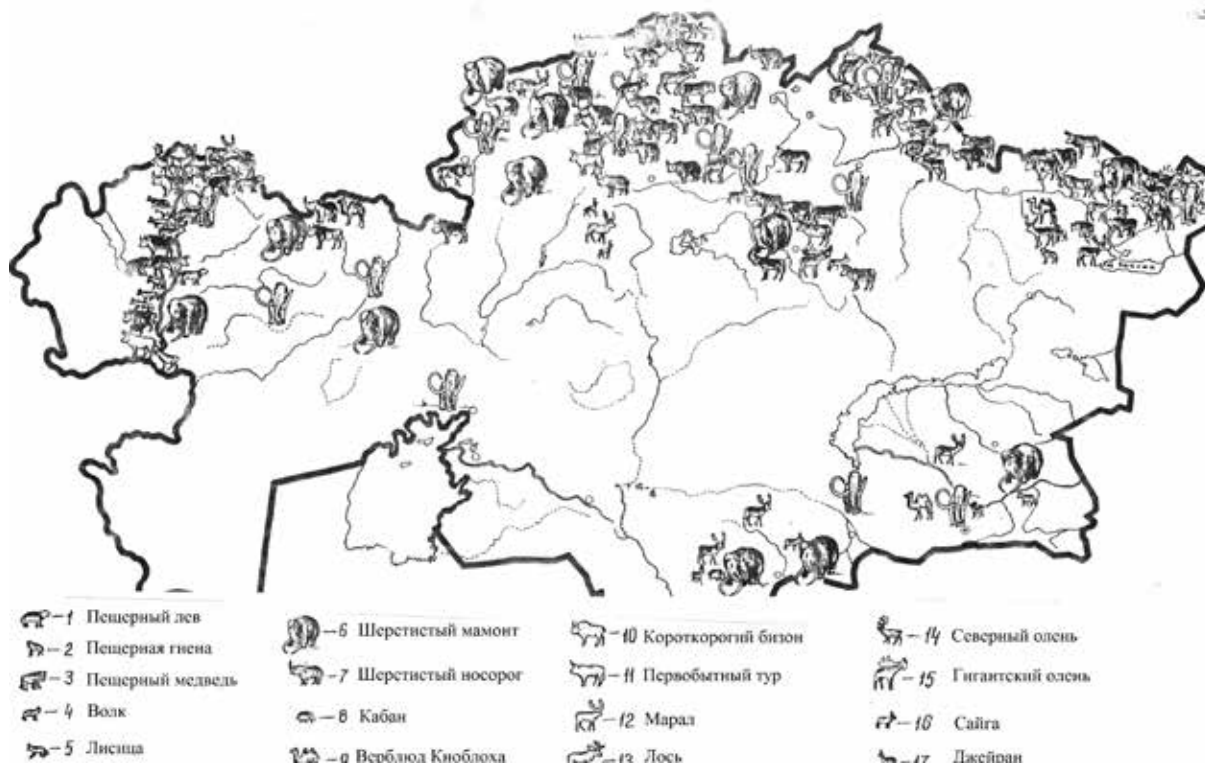 1 Пещерный лев
2 Пещерная гиена
3 Пещерный медведь
4 Волк
5 Лисица
6 Шерстистый мамонт
7 Шерстистый носорог
8 Кабан
9 Верблюд Кноблоха
10 Короткорогий бизон
11 Первобытный тур
12 Марал
13 Лось
14 Северный олень
15 Гигантский олень
16 Сайга
17 Джейран